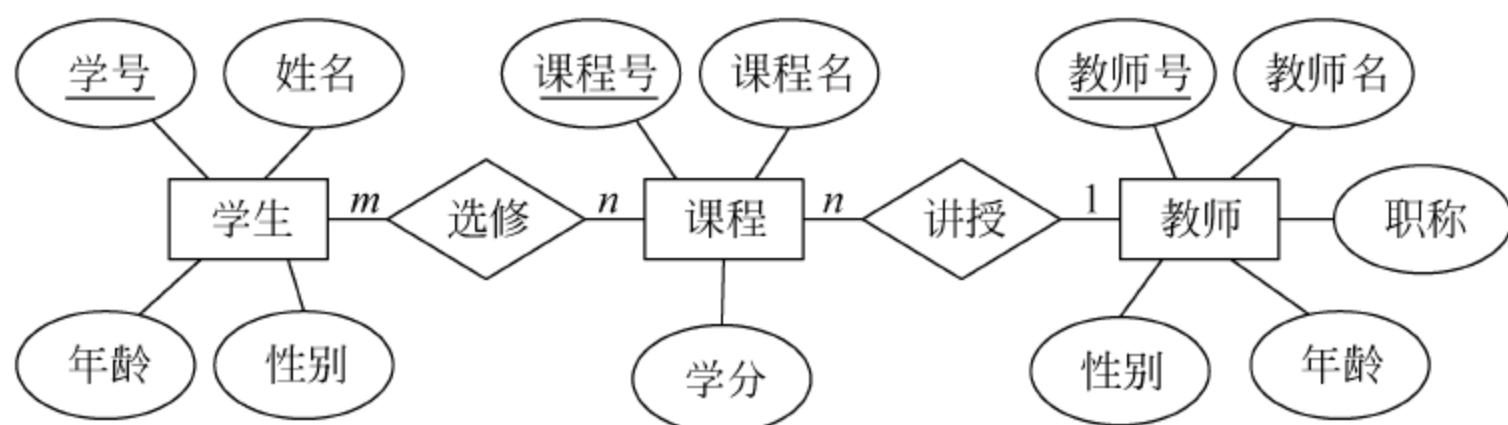 学号 姓名 课程号 课程名 教师号 教师名
学生 m 选修 n 课程 n 讲授 1 教师 职称
年龄 性别 学分 性别 年龄